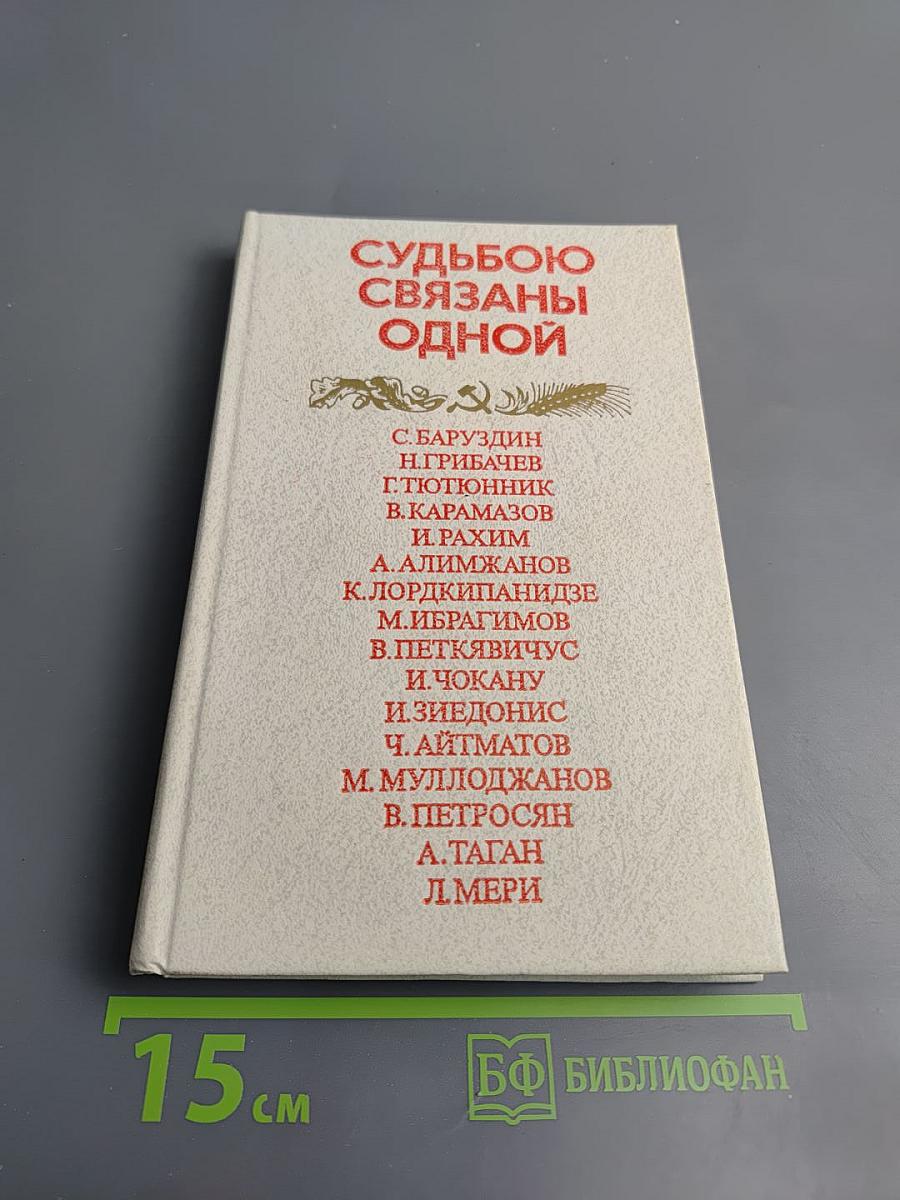 СУДЬБОЮ
СВЯЗАНЫ
ОДНОЙ
С. БАРУЗДИН
Н. ГРИБАЧЕВ
Г. ТЮТЮННИК
В. КАРАМАЗОВ
И. РАХИМ
А. АЛИМЖАНОВ
К. ЛОРДКИПАНИДЗЕ
М. ИБРАГИМОВ
В. ПЕТКЯВИЧУС
И. ЧОКАНУ
И. ЗИЕДОНИС
Ч. АЙТМАТОВ
М. МУЛЛОДЖАНОВ
В. ПЕТРОСЯН
А. ТАГАН
Л. МЕРИ
15 см
БФ БИБЛИОФАН